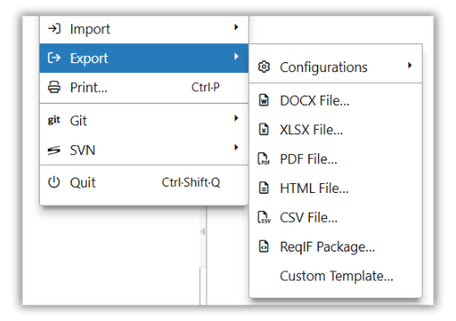 Import
Export
Print... Ctrl-P
git Git
SVN
Quit Ctrl-Shift-Q
Configurations
DOCX File...
XLSX File...
PDF File...
HTML File...
CSV File...
ReqIF Package...
Custom Template...